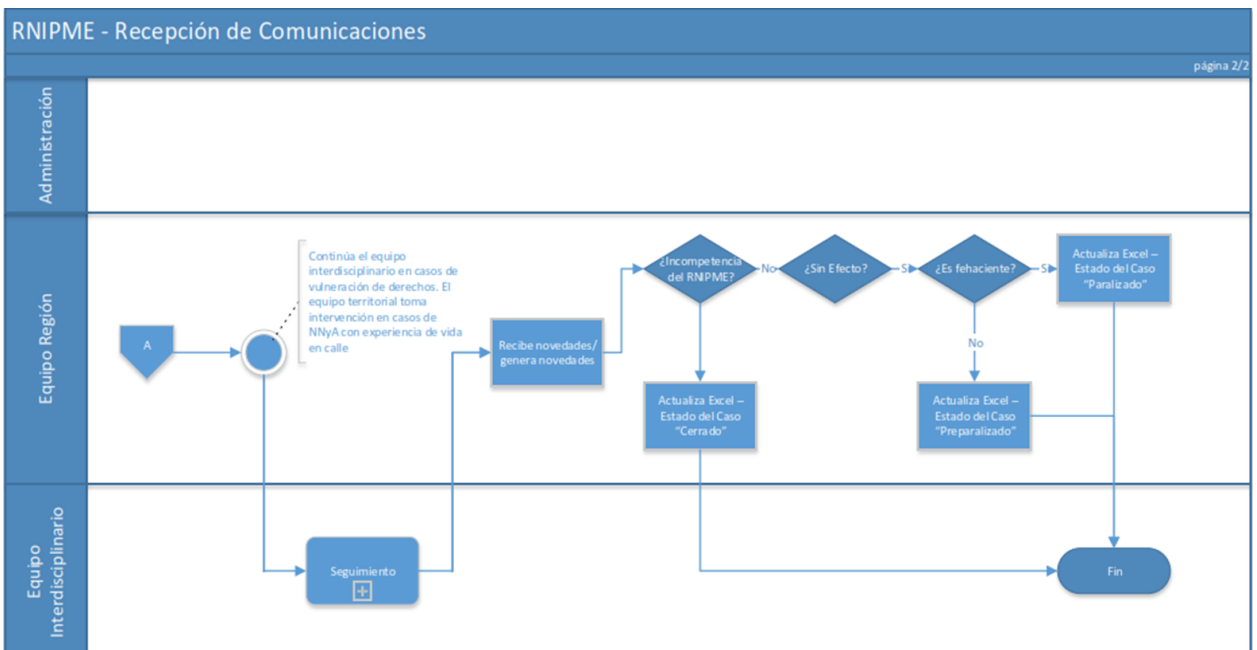 RNIPME - Recepción de Comunicaciones
página 2/2
Administración
Equipo Región
A
Continúa el equipo
interdisciplinario en casos de
vulneración de derechos. El
equipo territorial toma
intervención en casos de
NNyA con experiencia de vida
en calle
Recibe novedades/
genera novedades
¿Incompetencia
del RNIPME?
No
¿Sin Efecto?
Sí
¿Es fehaciente?
Sí
Actualiza Excel –
Estado del Caso
“Paralizado”
No
Actualiza Excel –
Estado del Caso
“Cerrado”
Actualiza Excel –
Estado del Caso
“Preparalizado”
Equipo
Interdisciplinario
Seguimiento
Fin